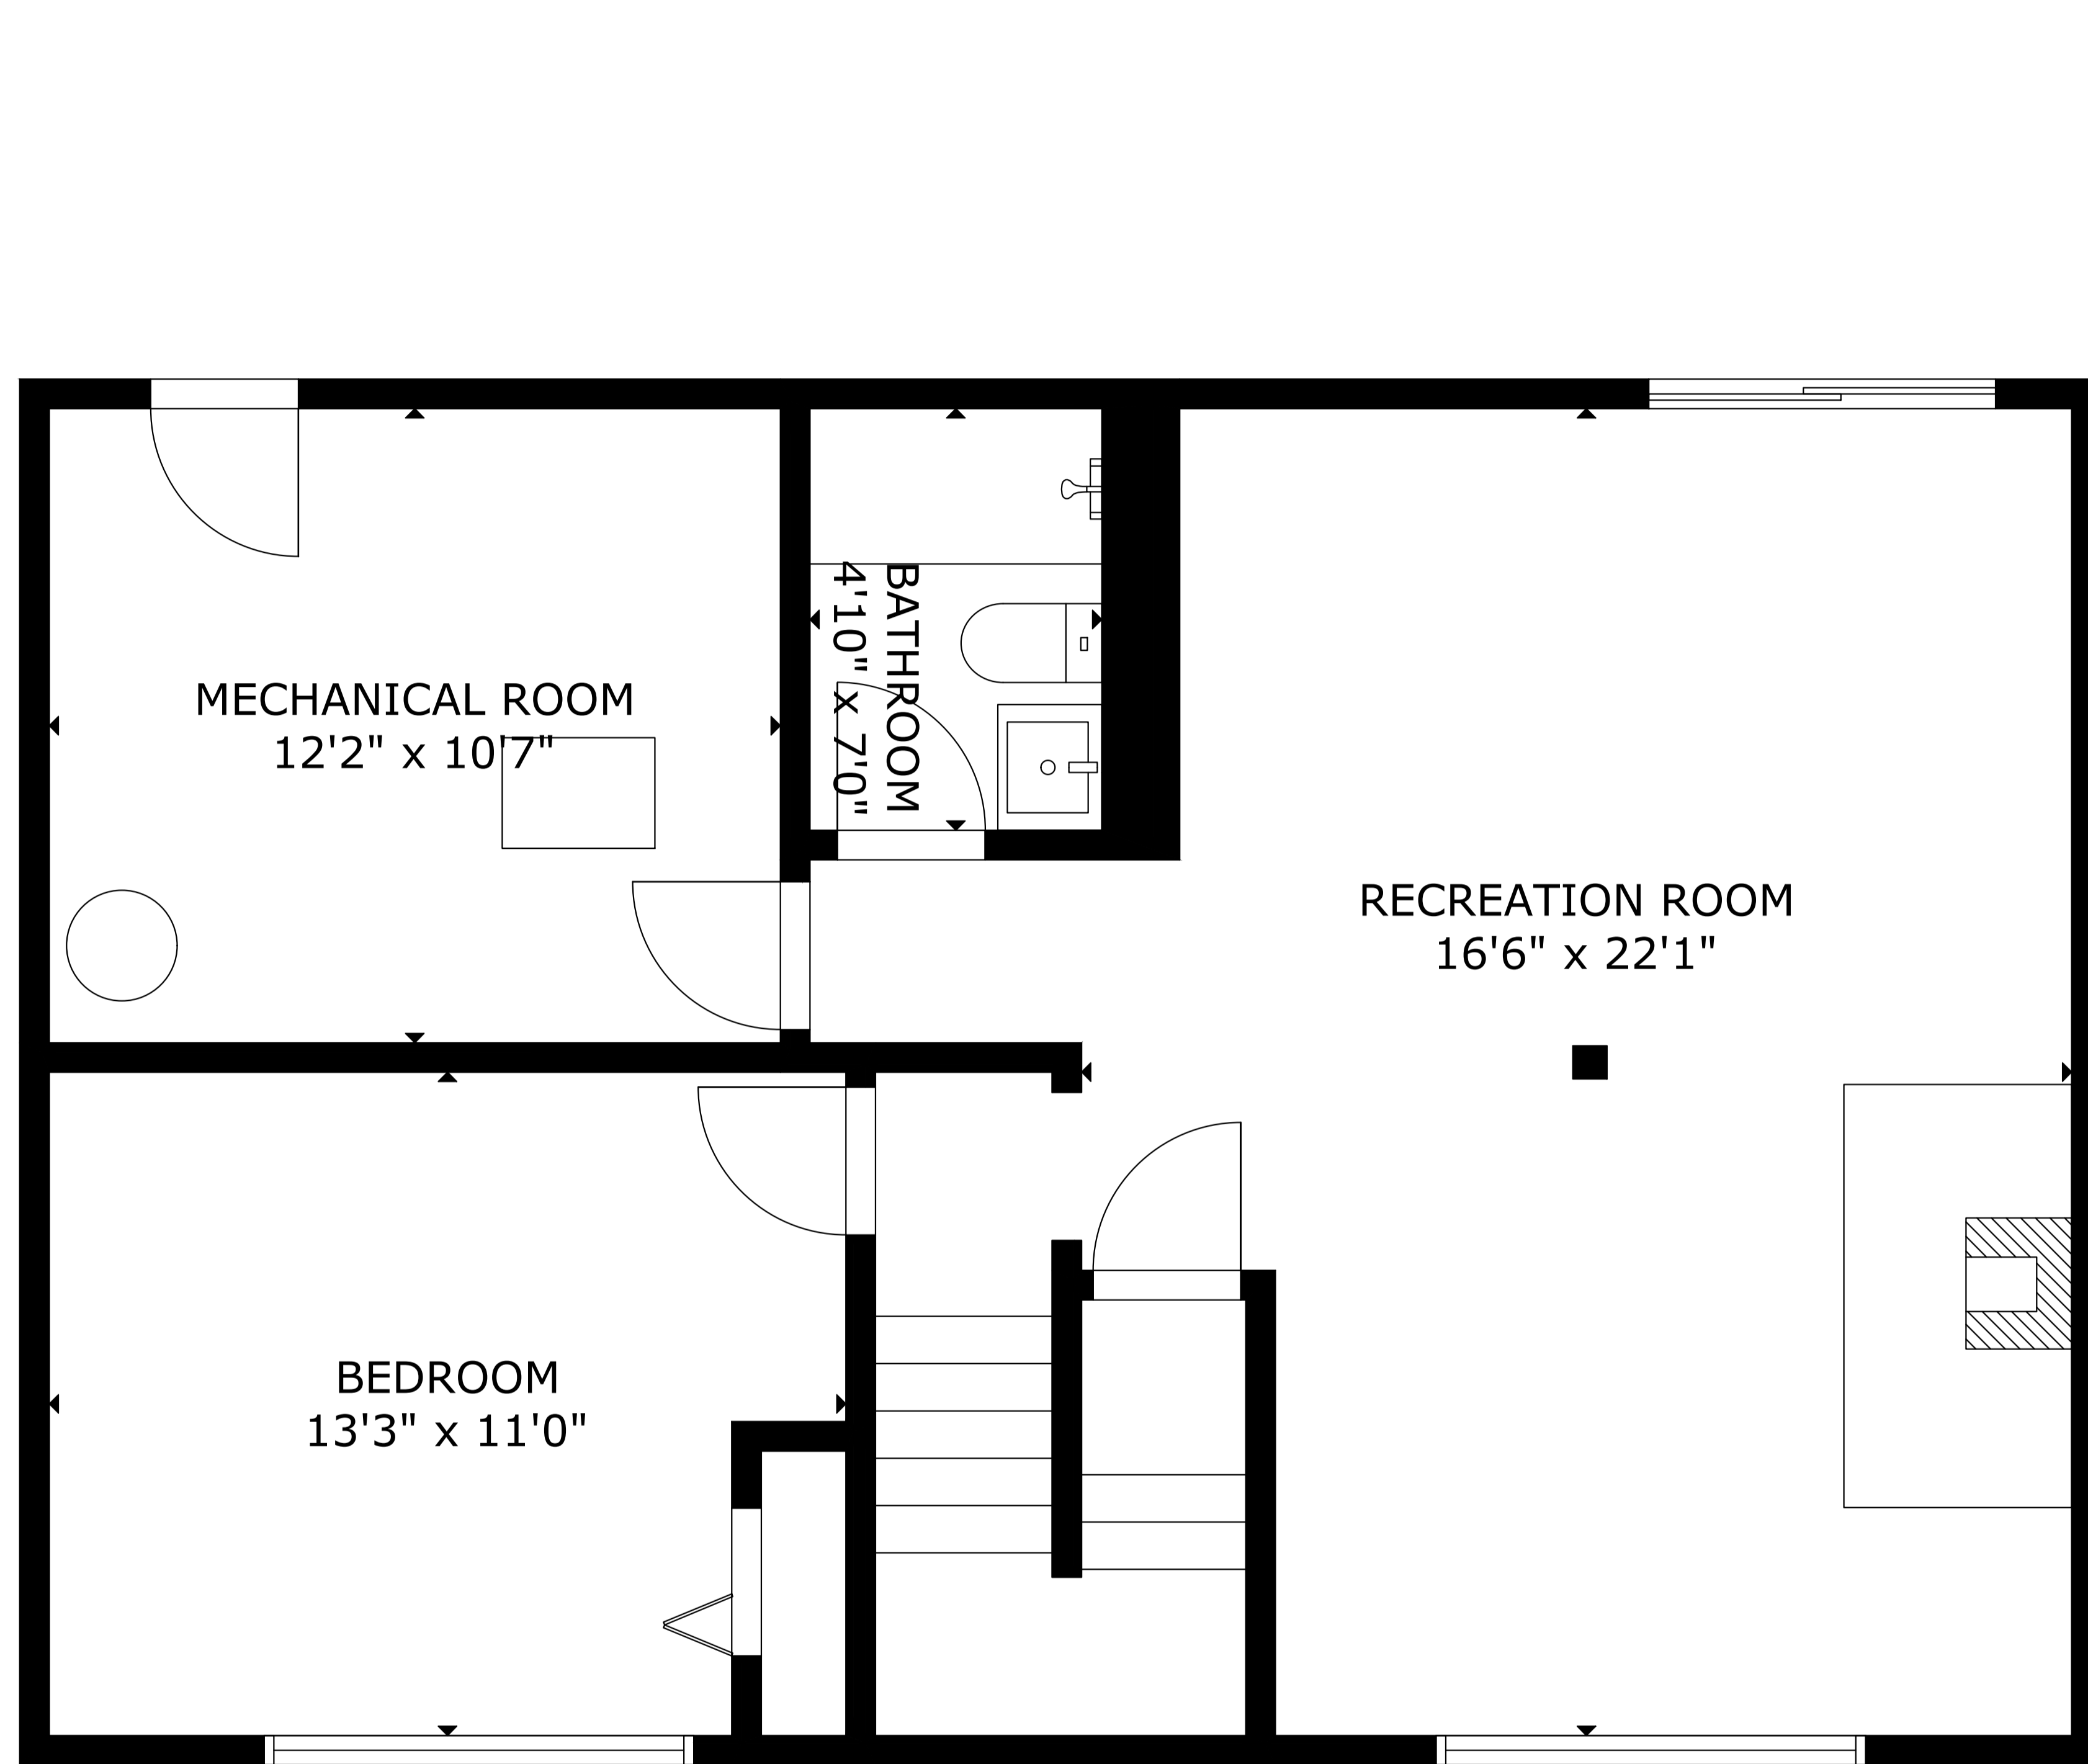 MECHANICAL ROOM
12'2" x 10'7"
BATHROOM
4'10" x 7'0"
RECREATION ROOM
16'6" x 22'1"
BEDROOM
13'3" x 11'0"